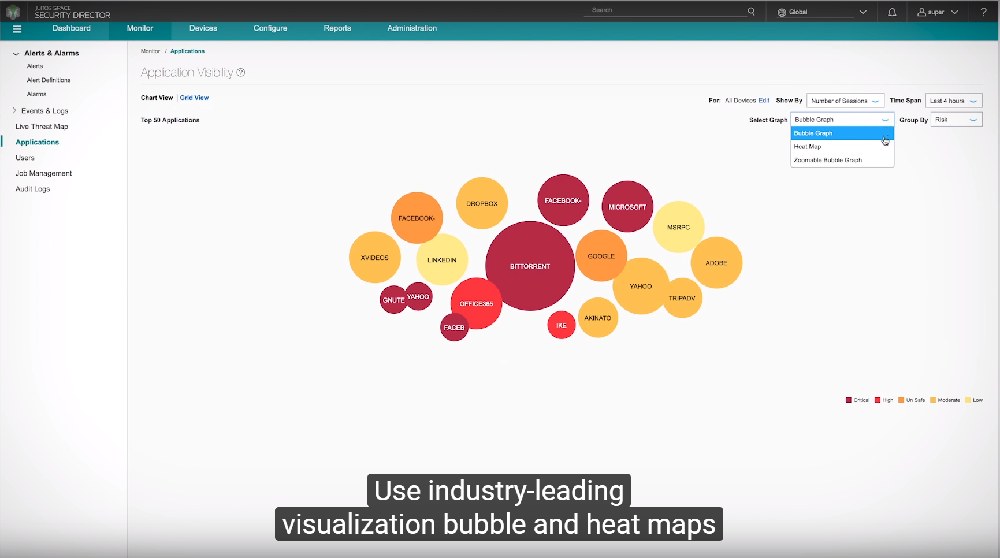 JUNOS SPACE
SECURITY DIRECTOR
Search
Global
super
?
Dashboard
Monitor
Devices
Configure
Reports
Administration
Alerts & Alarms
Alerts
Alert Definitions
Alarms
Events & Logs
Live Threat Map
Applications
Users
Job Management
Audit Logs
Monitor / Applications
Application Visibility ?
Chart View | Grid View
For: All Devices Edit Show By Number of Sessions Time Span Last 4 hours
Top 50 Applications
Select Graph Bubble Graph Group By Risk
Bubble Graph
Heat Map
Zoomable Bubble Graph
FACEBOOK-
DROPBOX
FACEBOOK-
MICROSOFT
MSRPC
XVIDEOS
LINKEDIN
BITTORRENT
GOOGLE
ADOBE
YAHOO
TRIPADV
GNUTE
YAHOO
OFFICE365
FACEB
IKE
AKINATO
Critical High Un Safe Moderate Low
Use industry-leading
visualization bubble and heat maps